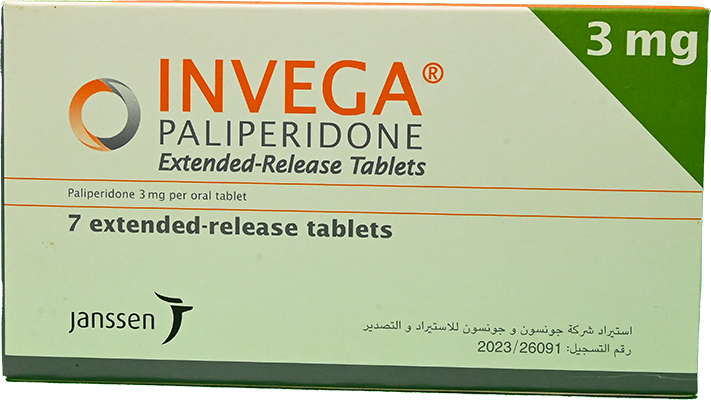 3 mg
INVEGA®
PALIPERIDONE
Extended-Release Tablets
Paliperidone 3 mg per oral tablet
7 extended-release tablets
janssen
استيراد شركة جونسون و جونسون للاستيراد و التصدير
رقم التسجيل: 2023/26091